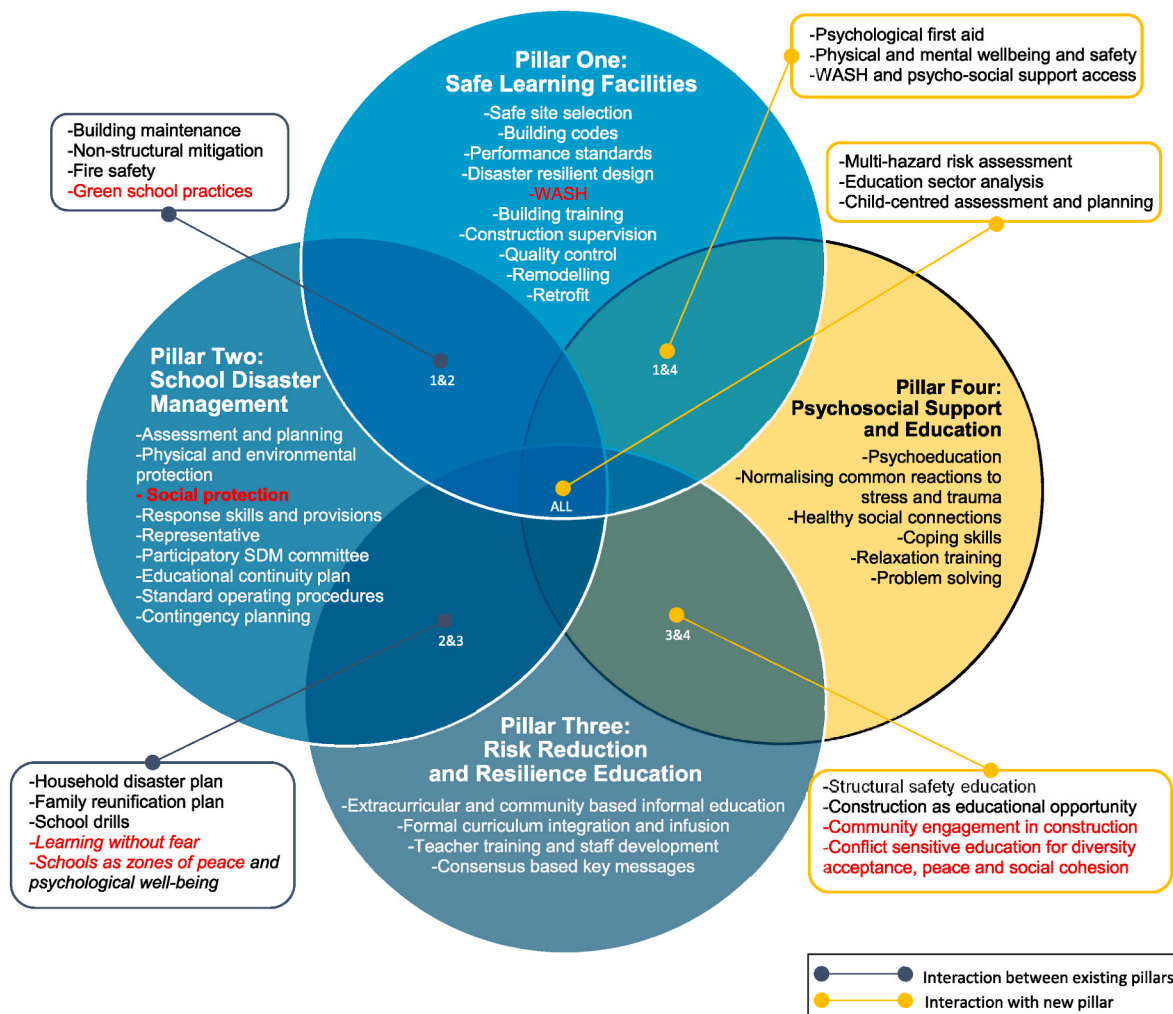 Pillar One:
Safe Learning Facilities
-Safe site selection
-Building codes
-Performance standards
-Disaster resilient design
-WASH
-Building training
-Construction supervision
-Quality control
-Remodelling
-Retrofit
-Psychological first aid
-Physical and mental wellbeing and safety
-WASH and psycho-social support access
-Building maintenance
-Non-structural mitigation
-Fire safety
-Green school practices
-Multi-hazard risk assessment
-Education sector analysis
-Child-centred assessment and planning
1&2
1&4
Pillar Two:
School Disaster
Management
-Assessment and planning
-Physical and environmental
protection
- Social protection
-Response skills and provisions
-Representative
-Participatory SDM committee
-Educational continuity plan
-Standard operating procedures
-Contingency planning
ALL
Pillar Four:
Psychosocial Support
and Education
-Psychoeducation
-Normalising common reactions to
stress and trauma
-Healthy social connections
-Coping skills
-Relaxation training
-Problem solving
2&3
3&4
Pillar Three:
Risk Reduction
and Resilience Education
-Extracurricular and community based informal education
-Formal curriculum integration and infusion
-Teacher training and staff development
-Consensus based key messages
-Household disaster plan
-Family reunification plan
-School drills
-Learning without fear
-Schools as zones of peace and
psychological well-being
-Structural safety education
-Construction as educational opportunity
-Community engagement in construction
-Conflict sensitive education for diversity
acceptance, peace and social cohesion
Interaction between existing pillars
Interaction with new pillar